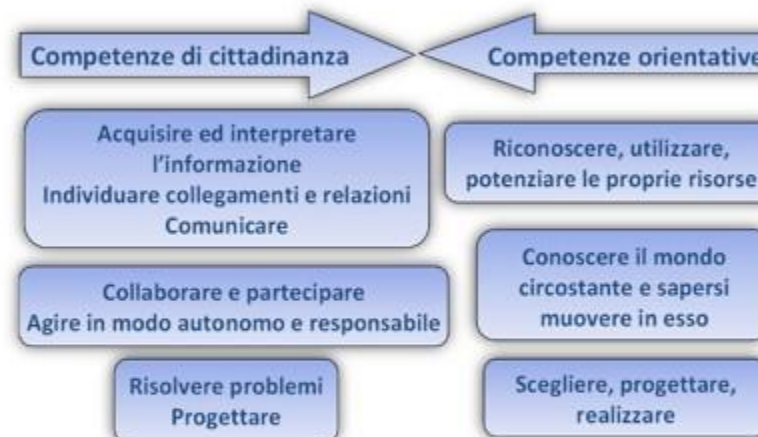 Competenze di cittadinanza
Competenze orientative
Acquisire ed interpretare
l'informazione
Individuare collegamenti e relazioni
Comunicare
Riconoscere, utilizzare,
potenziare le proprie risorse
Collaborare e partecipare
Agire in modo autonomo e responsabile
Conoscere il mondo
circostante e sapersi
muovere in esso
Risolvere problemi
Progettare
Scegliere, progettare,
realizzare